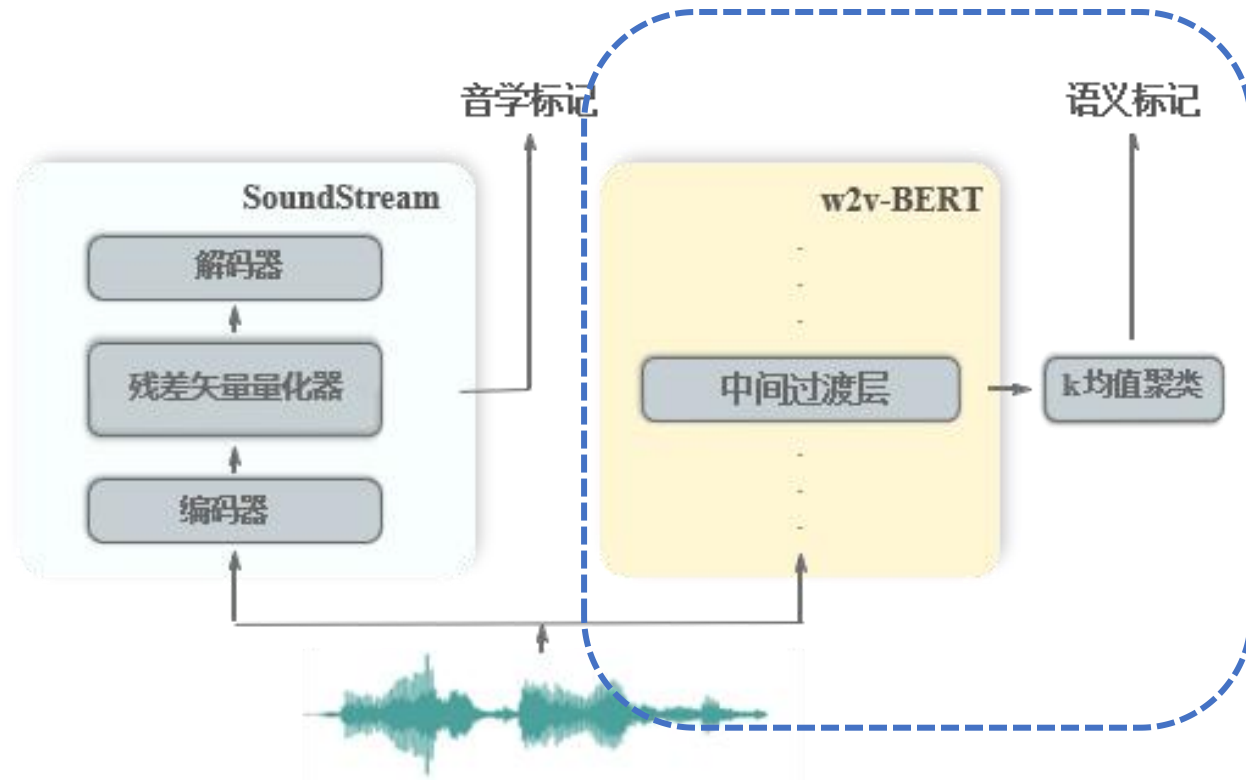 音学标记
语义标记
SoundStream
w2v-BERT
解码器
残差矢量量化器
中间过渡层
k均值聚类
编码器